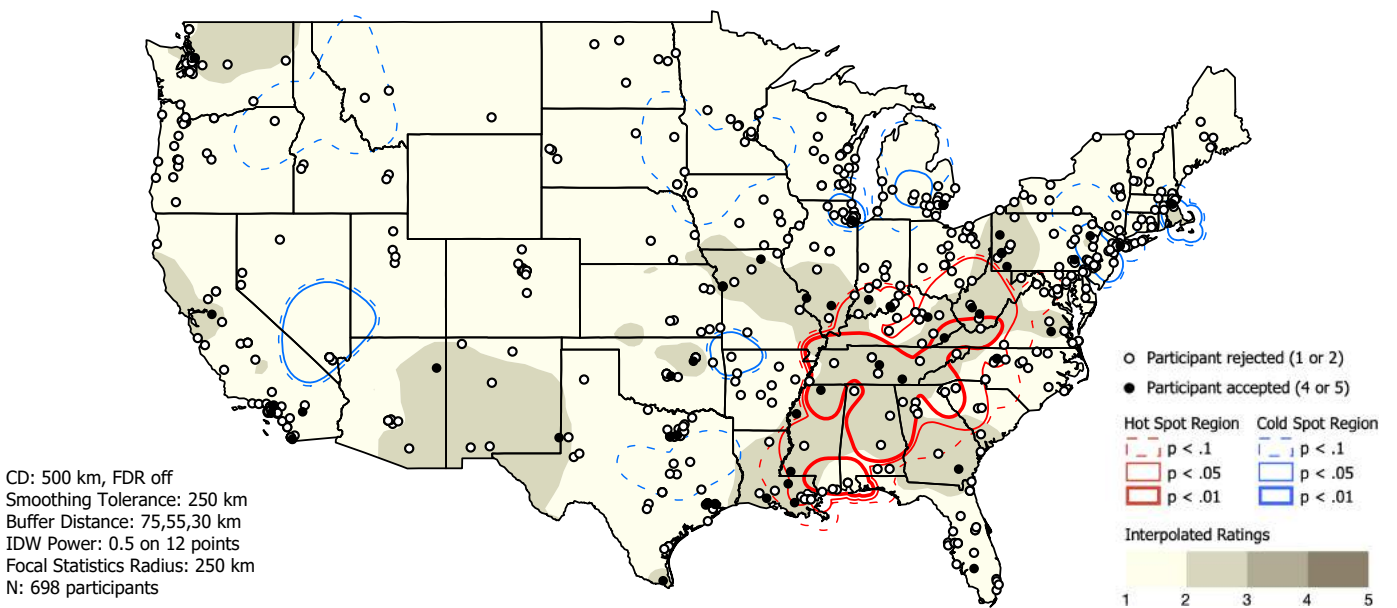 CD: 500 km, FDR off
Smoothing Tolerance: 250 km
Buffer Distance: 75,55,30 km
IDW Power: 0.5 on 12 points
Focal Statistics Radius: 250 km
N: 698 participants
Participant rejected (1 or 2)
Participant accepted (4 or 5)
Hot Spot Region Cold Spot Region
p < .1 p < .1
p < .05 p < .05
p < .01 p < .01
Interpolated Ratings
1 2 3 4 5